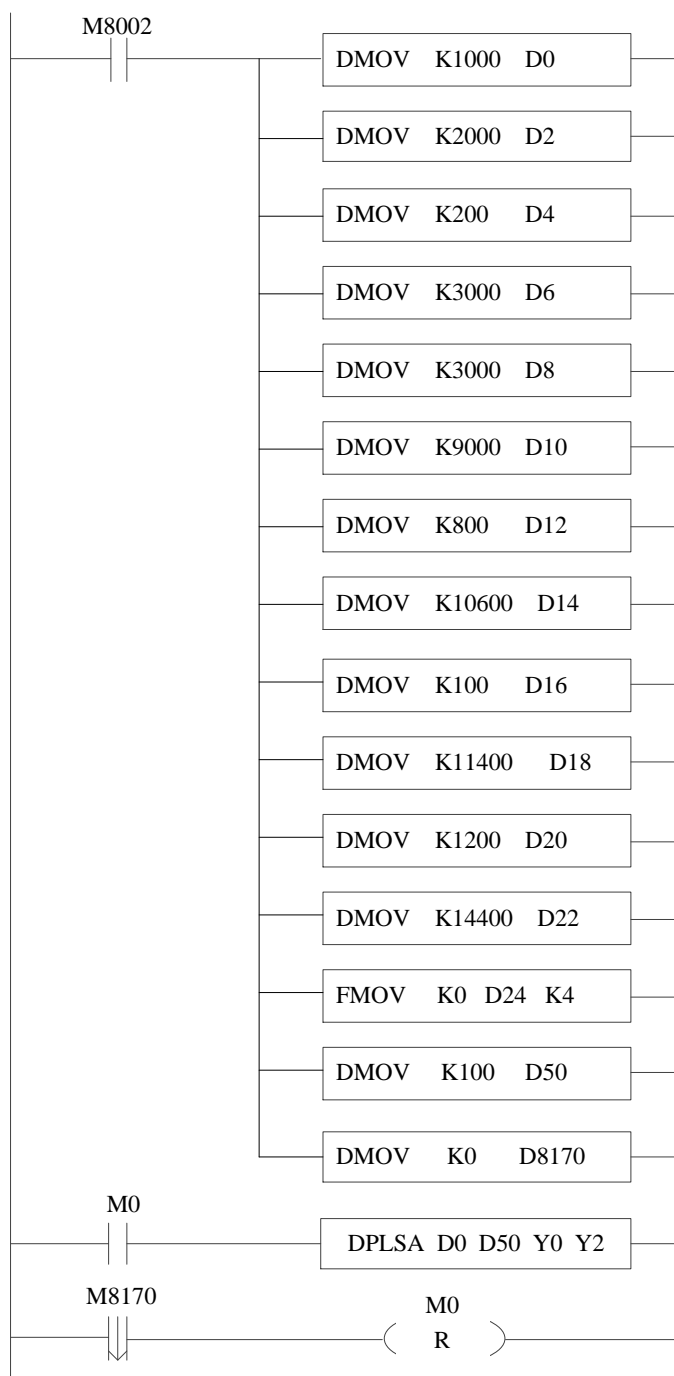 M8002
DMOV K1000 D0
DMOV K2000 D2
DMOV K200 D4
DMOV K3000 D6
DMOV K3000 D8
DMOV K9000 D10
DMOV K800 D12
DMOV K10600 D14
DMOV K100 D16
DMOV K11400 D18
DMOV K1200 D20
DMOV K14400 D22
FMOV K0 D24 K4
DMOV K100 D50
DMOV K0 D8170
M0
DPLSA D0 D50 Y0 Y2
M8170
M0
R